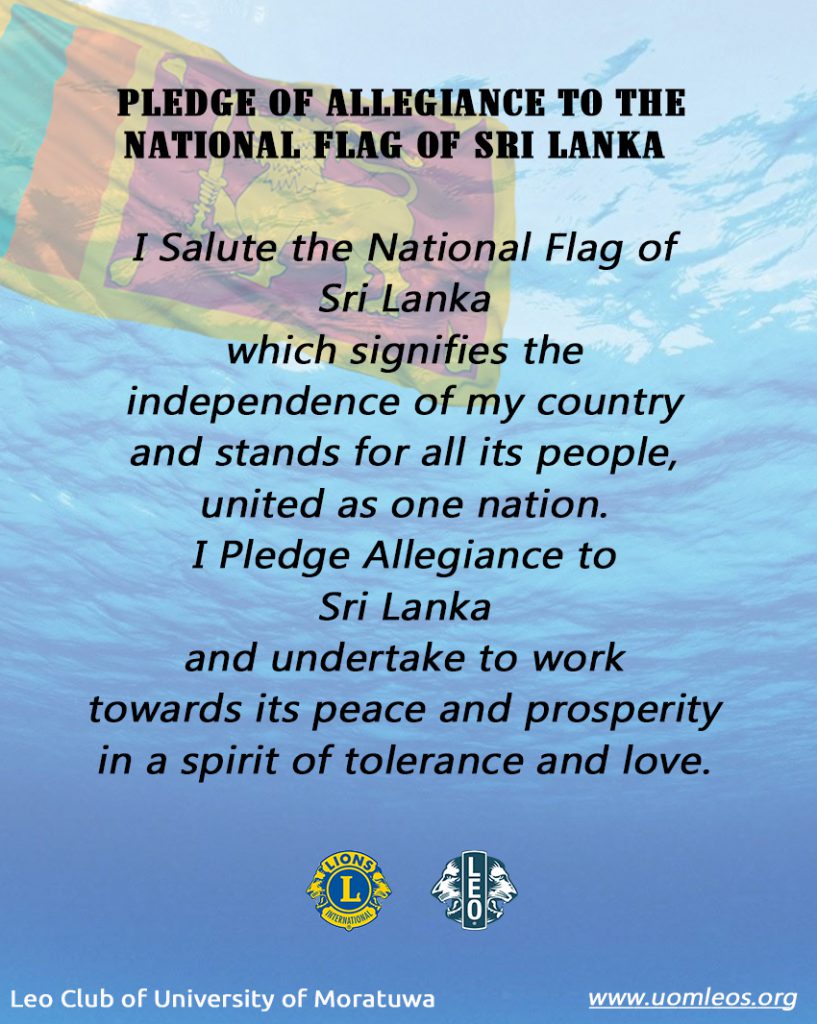 PLEDGE OF ALLEGIANCE TO THE
NATIONAL FLAG OF SRI LANKA
I Salute the National Flag of
Sri Lanka
which signifies the
independence of my country
and stands for all its people,
united as one nation.
I Pledge Allegiance to
Sri Lanka
and undertake to work
towards its peace and prosperity
in a spirit of tolerance and love.
LIONS
L
INTERNATIONAL
LEO
Leo Club of University of Moratuwa
www.uomleos.org